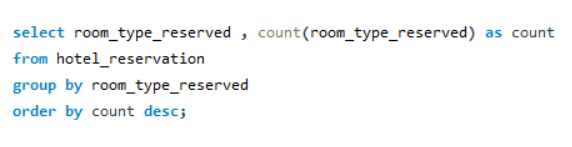 select room_type_reserved , count(room_type_reserved) as count
from hotel_reservation
group by room_type_reserved
order by count desc;